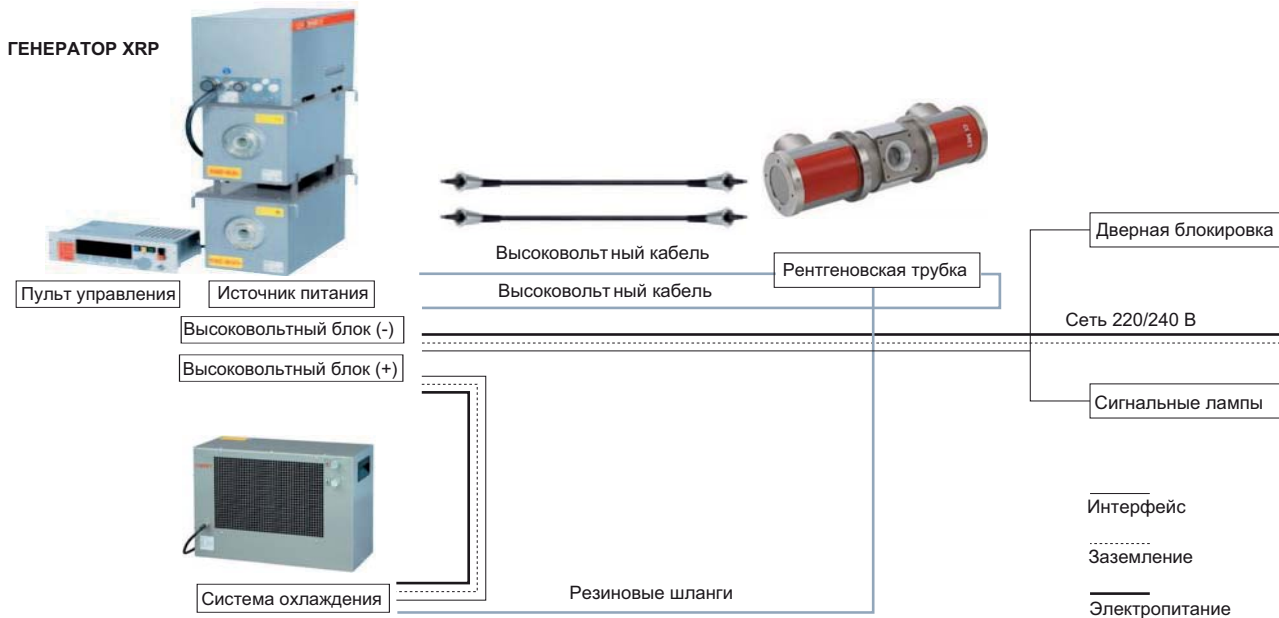 ГЕНЕРАТОР XRP
Высоковольтный кабель
Дверная блокировка
Рентгеновская трубка
Пульт управления
Источник питания
Высоковольтный кабель
Сеть 220/240 В
Высоковольтный блок (-)
Высоковольтный блок (+)
Сигнальные лампы
Интерфейс
Заземление
Система охлаждения
Резиновые шланги
Электропитание